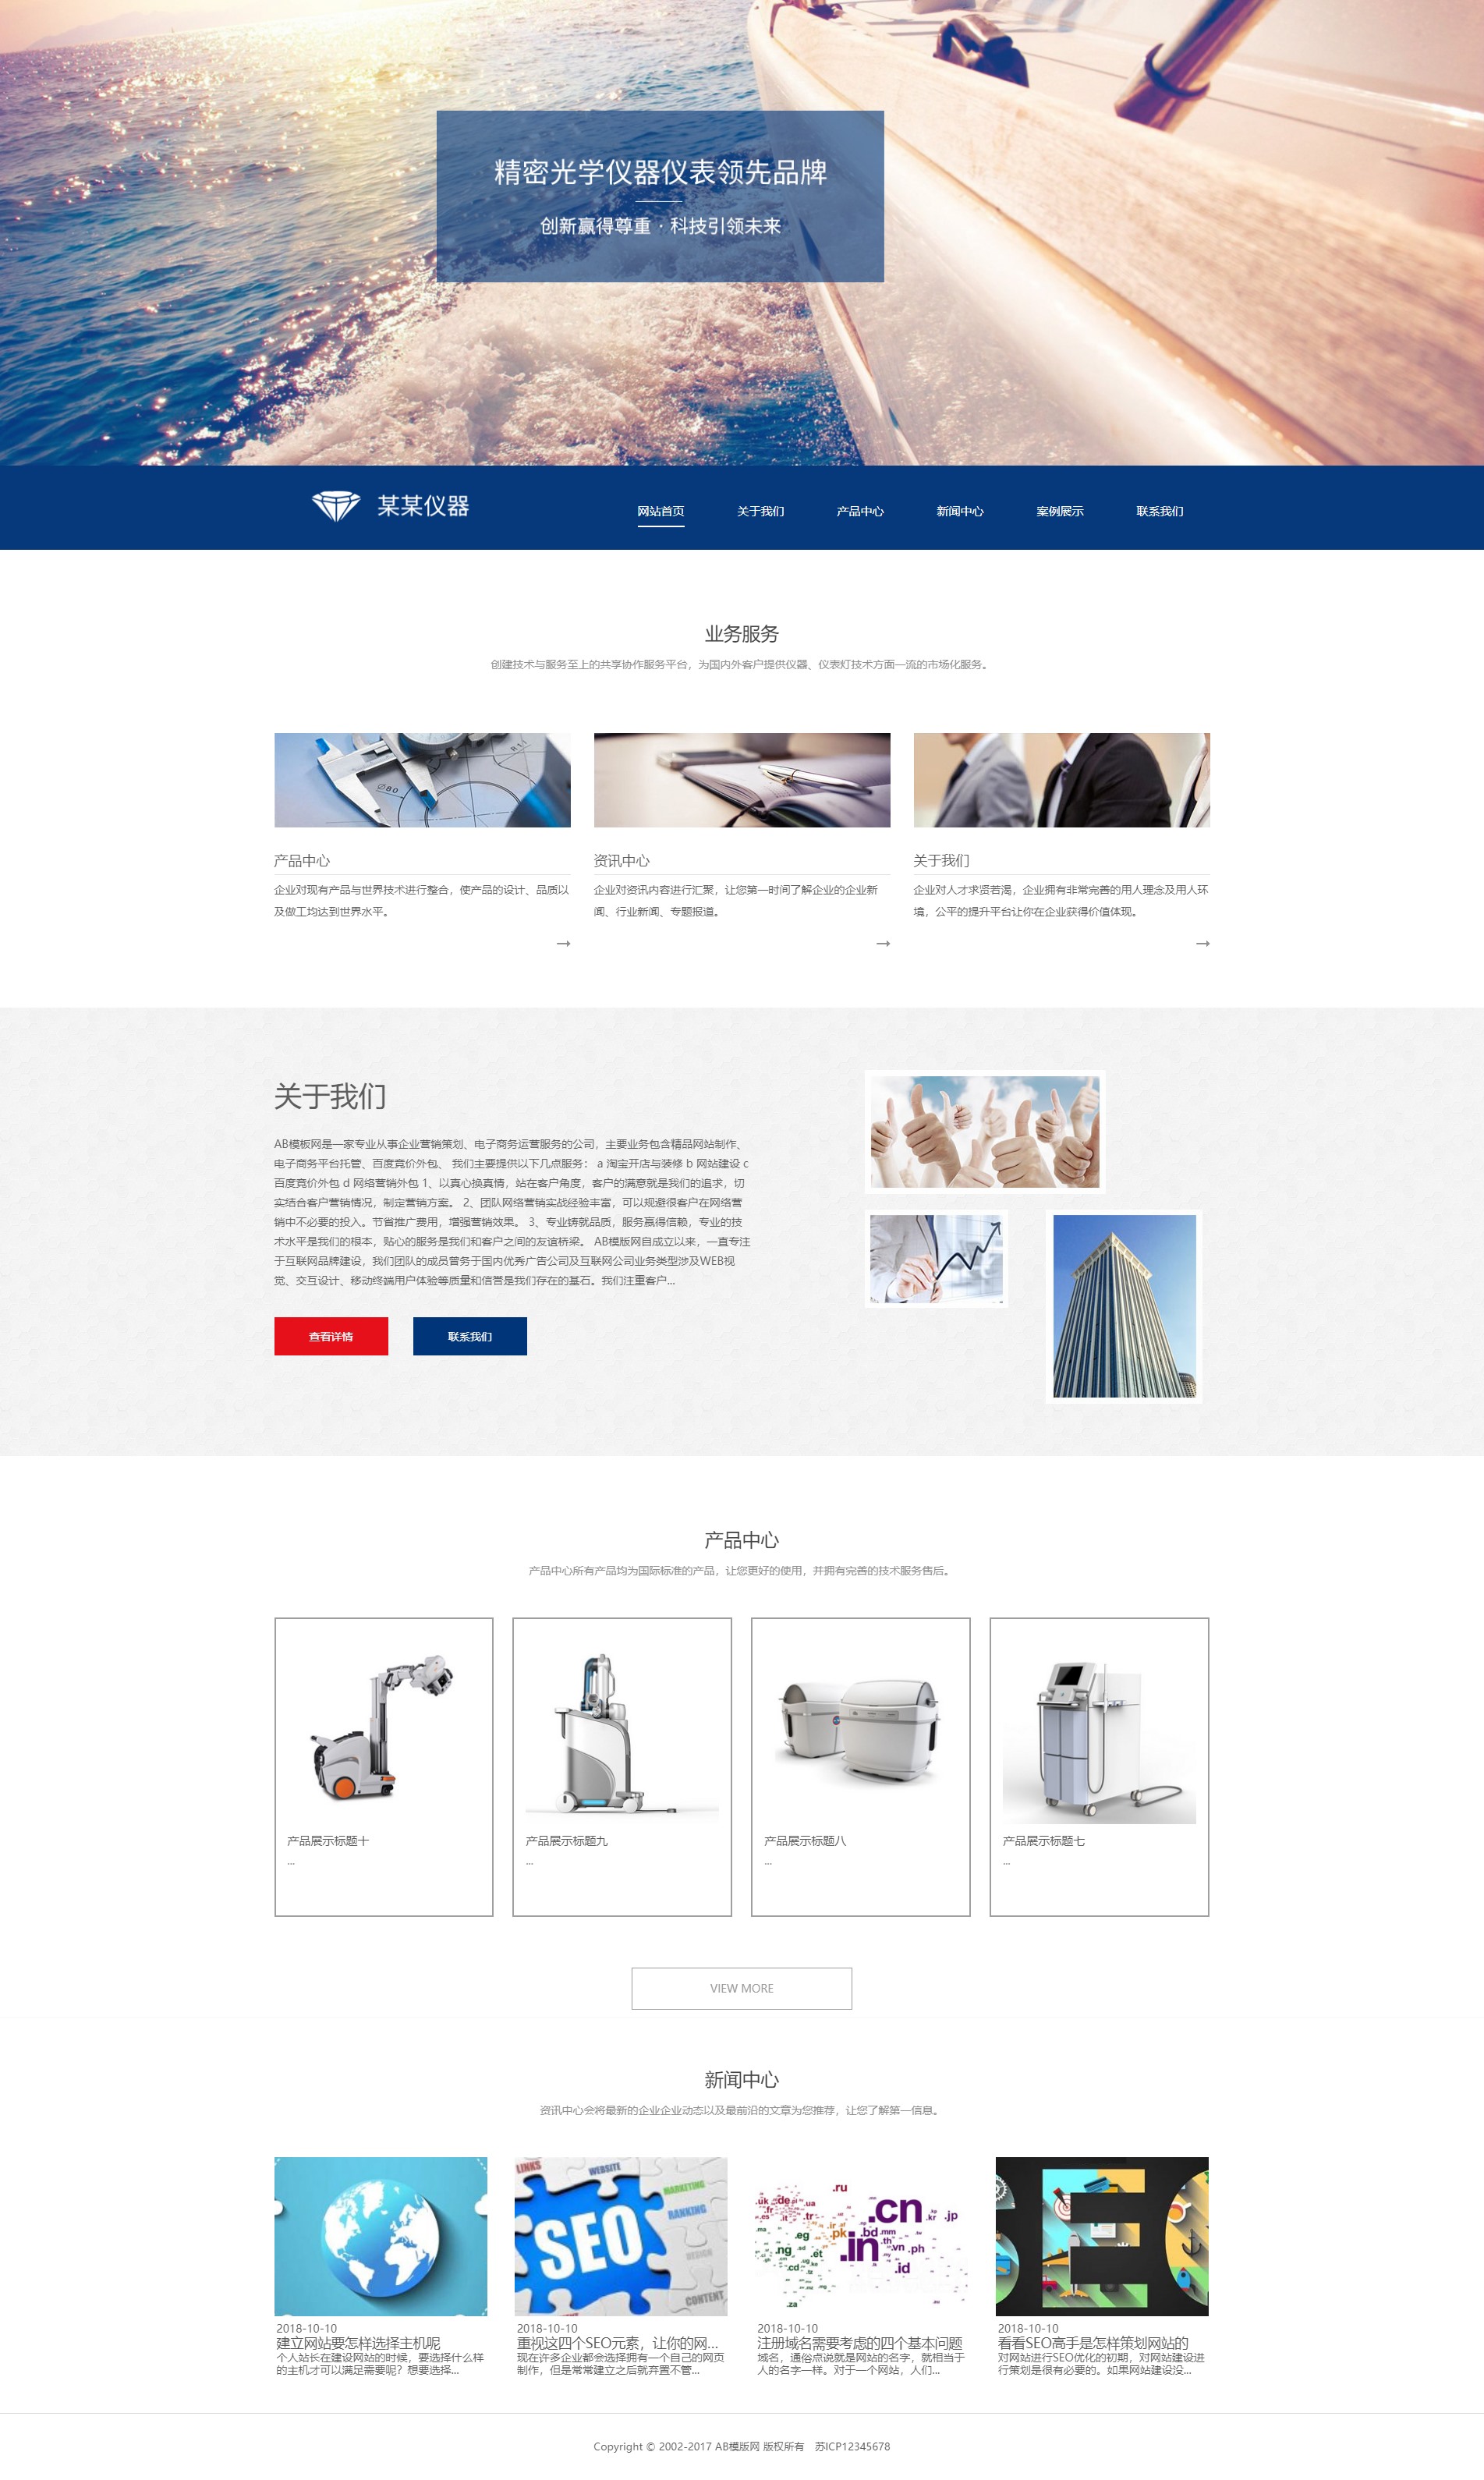 精密光学仪器仪表领先品牌
创新赢得尊重 · 科技引领未来
某某仪器
网站首页
关于我们
产品中心
新闻中心
案例展示
联系我们
业务服务
创建技术与服务至上的共享协作服务平台，为国内外客户提供仪器、仪表灯技术方面一流的市场化服务。
产品中心
企业对现有产品与世界技术进行整合，使产品的设计、品质以
及做工均达到世界水平。
资讯中心
企业对资讯内容进行汇聚，让您第一时间了解企业的企业新
闻、行业新闻、专题报道。
关于我们
企业对人才求贤若渴，企业拥有非常完善的用人理念及用人环
境，公平的提升平台让你在企业获得价值体现。
关于我们
AB模板网是一家专业从事企业营销策划、电子商务运营服务的公司，主要业务包含精品网站制作、
电子商务平台托管、百度竞价外包、 我们主要提供以下几点服务： a 淘宝开店与装修 b 网站建设 c
百度竞价外包 d 网络营销外包 1、以真心换真情，站在客户角度，客户的满意就是我们的追求，切
实结合客户营销情况，制定营销方案。 2、团队网络营销实战经验丰富，可以规避很客户在网络营
销中不必要的投入。节省推广费用，增强营销效果。 3、专业铸就品质，服务赢得信赖，专业的技
术水平是我们的根本，贴心的服务是我们和客户之间的友谊桥梁。 AB模版网自成立以来，一直专注
于互联网品牌建设，我们团队的成员曾务于国内优秀广告公司及互联网公司业务类型涉及WEB视
觉、交互设计、移动终端用户体验等质量和信誉是我们存在的基石。我们注重客户...
查看详情
联系我们
产品中心
产品中心所有产品均为国际标准的产品，让您更好的使用，并拥有完善的技术服务售后。
产品展示标题十
...
产品展示标题九
...
产品展示标题八
...
产品展示标题七
...
VIEW MORE
新闻中心
资讯中心会将最新的企业企业动态以及最前沿的文章为您推荐，让您了解第一信息。
LINKS
WEBSITE
MARKETING
RANKING
SEO
DESIGN
CONTENT
.ru
.uk
.de
.ua
.fr
.es
.it
.tr
.cn
.kr
.jp
.ma
.eg
.ir
.pk
.bd
.mm
.th
.in
.vn
.ph
.ng
.et
.cd
.id
.za
SEO
2018-10-10
建立网站要怎样选择主机呢
个人站长在建设网站的时候，要选择什么样
的主机才可以满足需要呢？想要选择...
2018-10-10
重视这四个SEO元素，让你的网...
现在许多企业都会选择拥有一个自己的网页
制作，但是常常建立之后就弃置不管...
2018-10-10
注册域名需要考虑的四个基本问题
域名，通俗点说就是网站的名字，就相当于
人的名字一样。对于一个网站，人们...
2018-10-10
看看SEO高手是怎样策划网站的
对网站进行SEO优化的初期，对网站建设进
行策划是很有必要的。如果网站建设没...
Copyright © 2002-2017 AB模版网 版权所有 苏ICP12345678